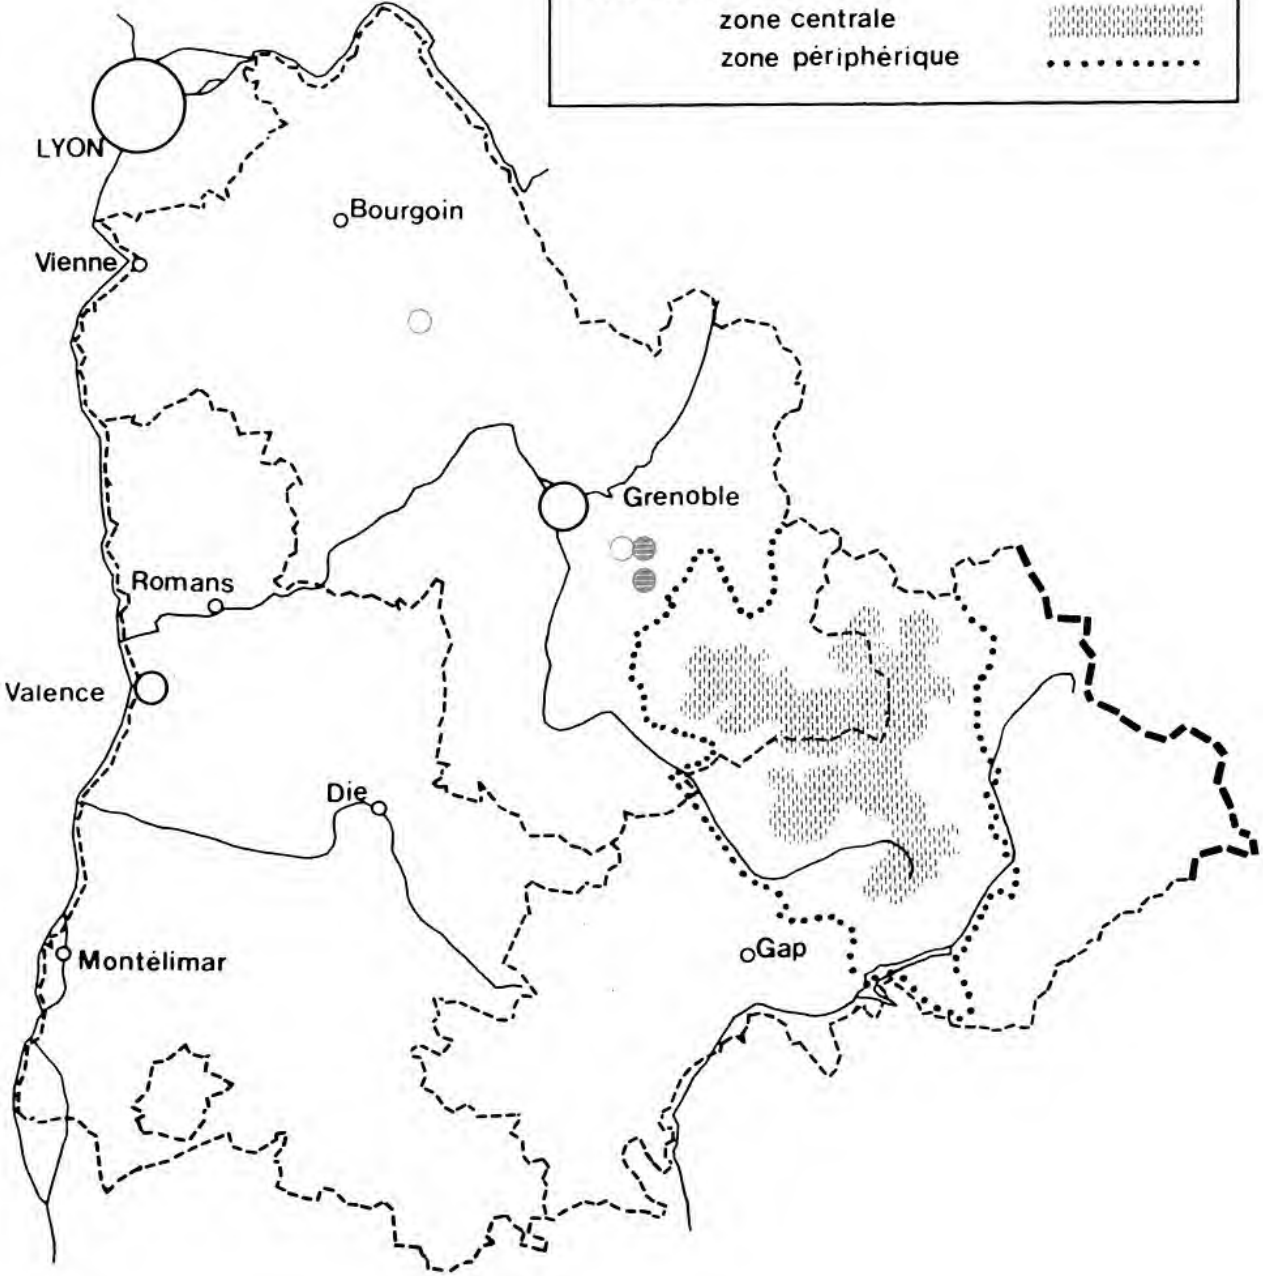 zone centrale
zone périphérique
LYON
Bourgoin
Vienne
Grenoble
Romans
Valence
Die
Gap
Montélimar